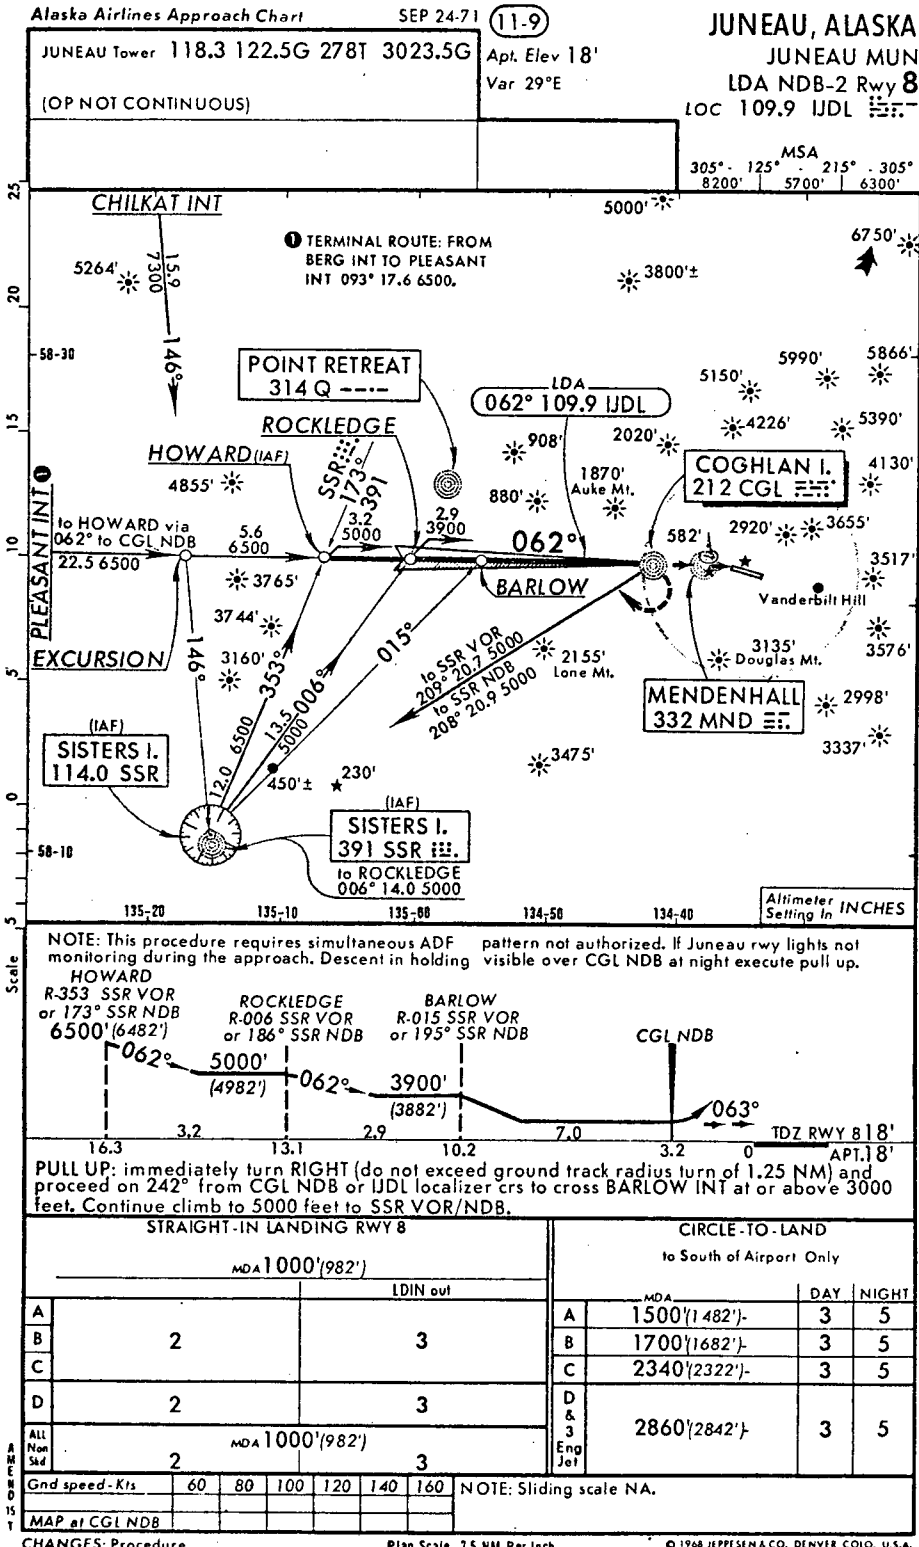 Alaska Airlines Approach Chart
SEP 24-71
11-9
JUNEAU, ALASKA
JUNEAU MUN
LDA NDB-2 Rwy 8
LOC 109.9 IJDL
JUNEAU Tower 118.3 122.5G 278T 3023.5G
(OP NOT CONTINUOUS)
Apt. Elev 18'
Var 29°E
MSA
305° - 125° - 215° - 305°
8200' 5700' 6300'
25
20
15
10
5
0
5
Scale
CHILKAT INT
15.9
7300
146°
5264'
❶ TERMINAL ROUTE: FROM
BERG INT TO PLEASANT
INT 093° 17.6 6500.
5000'
3800'±
6750'
58-30
POINT RETREAT
314 Q
LDA
062° 109.9 IJDL
5150'
5990'
5866'
4226'
5390'
ROCKLEDGE
HOWARD (IAF)
4855'
SSR
173°
391
908'
2020'
880'
1870'
Auke Mt.
COGHLAN I.
212 CGL
4130'
582'
2920'
3655'
3517'
PLEASANT INT ❶
to HOWARD via
062° to CGL NDB
22.5 6500
5.6
6500
3.2
5000
2.9
3900
062°
BARLOW
Vanderbilt Hill
3765'
3744'
3160'
EXCURSION
146°
353°
12.0 6500
006°
13.5
5000
015°
to SSR VOR
209° 20.7 5000
to SSR NDB
208° 20.9 5000
2155'
Lone Mt.
3135'
Douglas Mt.
3576'
MENDENHALL
332 MND
2998'
3337'
3475'
(IAF)
SISTERS I.
114.0 SSR
450'±
230'
(IAF)
SISTERS I.
391 SSR
to ROCKLEDGE
006° 14.0 5000
58-10
135-20
135-10
135-00
134-50
134-40
Altimeter
Setting In INCHES
NOTE: This procedure requires simultaneous ADF
monitoring during the approach. Descent in holding
pattern not authorized. If Juneau rwy lights not
visible over CGL NDB at night execute pull up.
HOWARD
R-353 SSR VOR
or 173° SSR NDB
6500' (6482')
ROCKLEDGE
R-006 SSR VOR
or 186° SSR NDB
BARLOW
R-015 SSR VOR
or 195° SSR NDB
CGL NDB
062°
5000'
(4982')
062°
3900'
(3882')
063°
3.2
2.9
7.0
TDZ RWY 8 18'
16.3
13.1
10.2
3.2
0
APT. 18'
PULL UP: immediately turn RIGHT (do not exceed ground track radius turn of 1.25 NM) and
proceed on 242° from CGL NDB or IJDL localizer crs to cross BARLOW INT at or above 3000
feet. Continue climb to 5000 feet to SSR VOR/NDB.
STRAIGHT-IN LANDING RWY 8
MDA 1000' (982')
LDIN out
A
B
C
2
3
D
2
3
ALL
Non
Skd
MDA 1000' (982')
2
3
CIRCLE-TO-LAND
to South of Airport Only
MDA
DAY
NIGHT
A 1500' (1482')- 3 5
B 1700' (1682')- 3 5
C 2340' (2322')- 3 5
D
&
3
Eng
Jet
2860' (2842')- 3 5
Gnd speed-Kts 60 80 100 120 140 160
MAP at CGL NDB
NOTE: Sliding scale NA.
AMEND 15 T
CHANGES: Procedure
Plan Scale 7.5 NM Per Inch
© 1968 JEPPESEN & CO. DENVER, COLO. U.S.A.